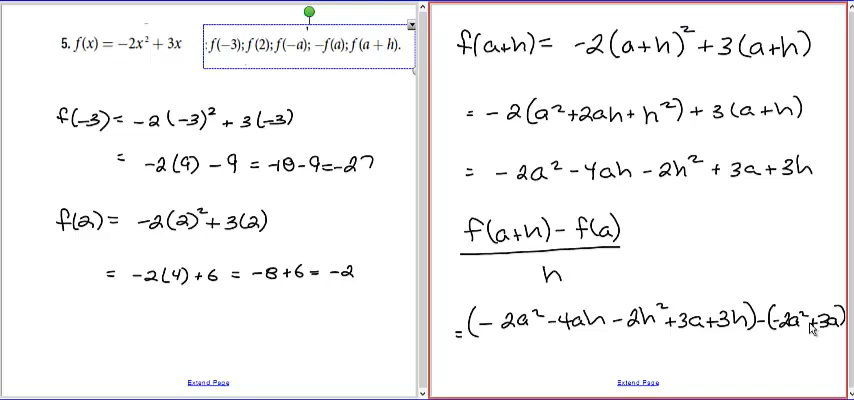 5. f(x) = −2x² + 3x
: f(−3); f(2); f(−a); −f(a); f(a + h).
f(-3) = -2(-3)² + 3(-3)
= -2(9) - 9 = -18 - 9 = -27
f(2) = -2(2)² + 3(2)
= -2(4) + 6 = -8 + 6 = -2
Extend Page
f(a+h) = -2(a+h)² + 3(a+h)
= -2(a² + 2ah + h²) + 3(a+h)
= -2a² - 4ah - 2h² + 3a + 3h
f(a+h) - f(a)
h
= (-2a² - 4ah - 2h² + 3a + 3h) - (-2a² + 3a)
Extend Page